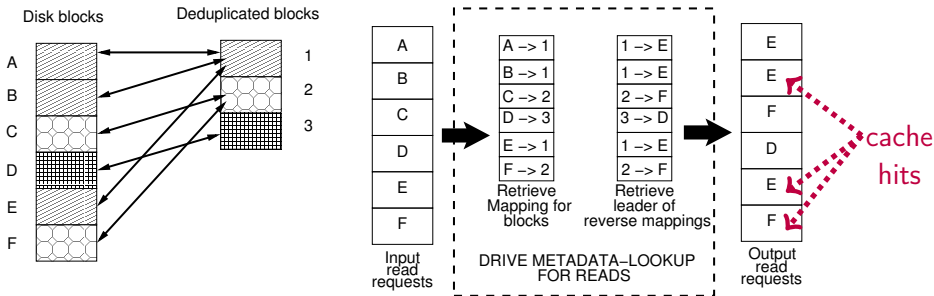 Disk blocks
Deduplicated blocks
A
B
C
D
E
F
1
2
3
A
B
C
D
E
F
Input
read
requests
A −> 1
B −> 1
C −> 2
D −> 3
E −> 1
F −> 2
Retrieve
Mapping for
blocks
1 −> E
1 −> E
2 −> F
3 −> D
1 −> E
2 −> F
Retrieve
leader of
reverse mappings
DRIVE METADATA−LOOKUP
FOR READS
E
E
F
D
E
F
Output
read
requests
cache
hits